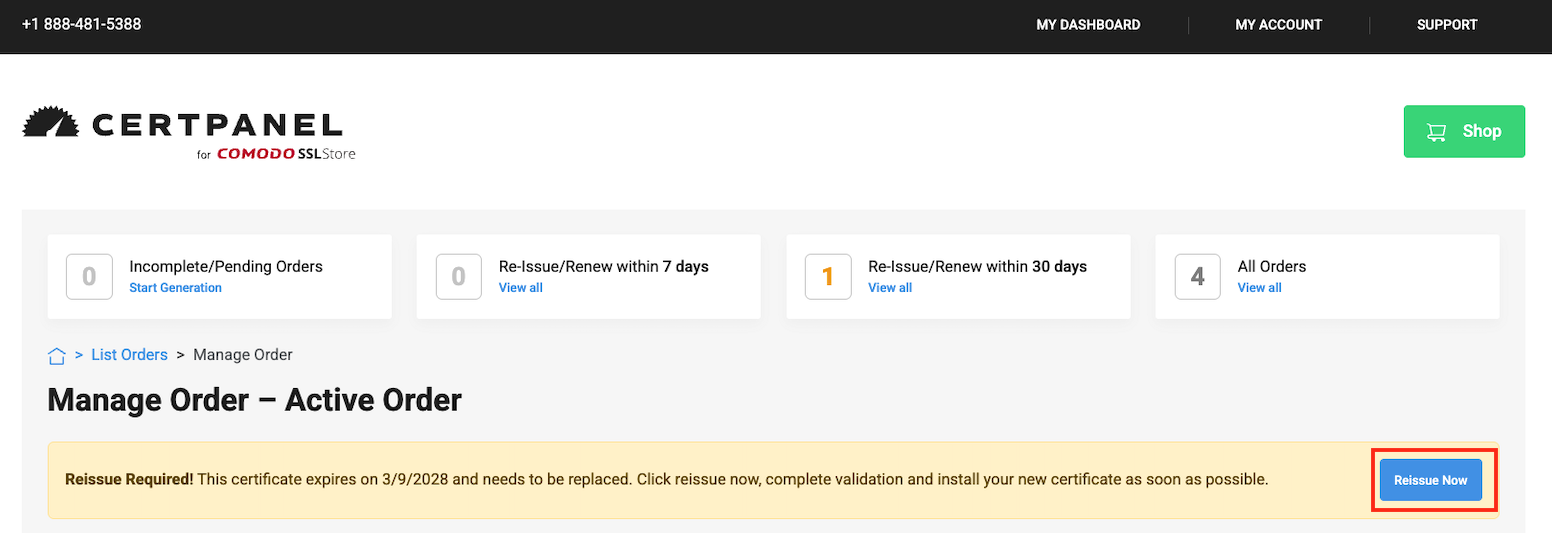 +1 888-481-5388
MY DASHBOARD
MY ACCOUNT
SUPPORT
CERTPANEL
for COMODO SSLStore
Shop
0
Incomplete/Pending Orders
Start Generation
0
Re-Issue/Renew within 7 days
View all
1
Re-Issue/Renew within 30 days
View all
4
All Orders
View all
> List Orders > Manage Order
Manage Order – Active Order
Reissue Required! This certificate expires on 3/9/2028 and needs to be replaced. Click reissue now, complete validation and install your new certificate as soon as possible.
Reissue Now